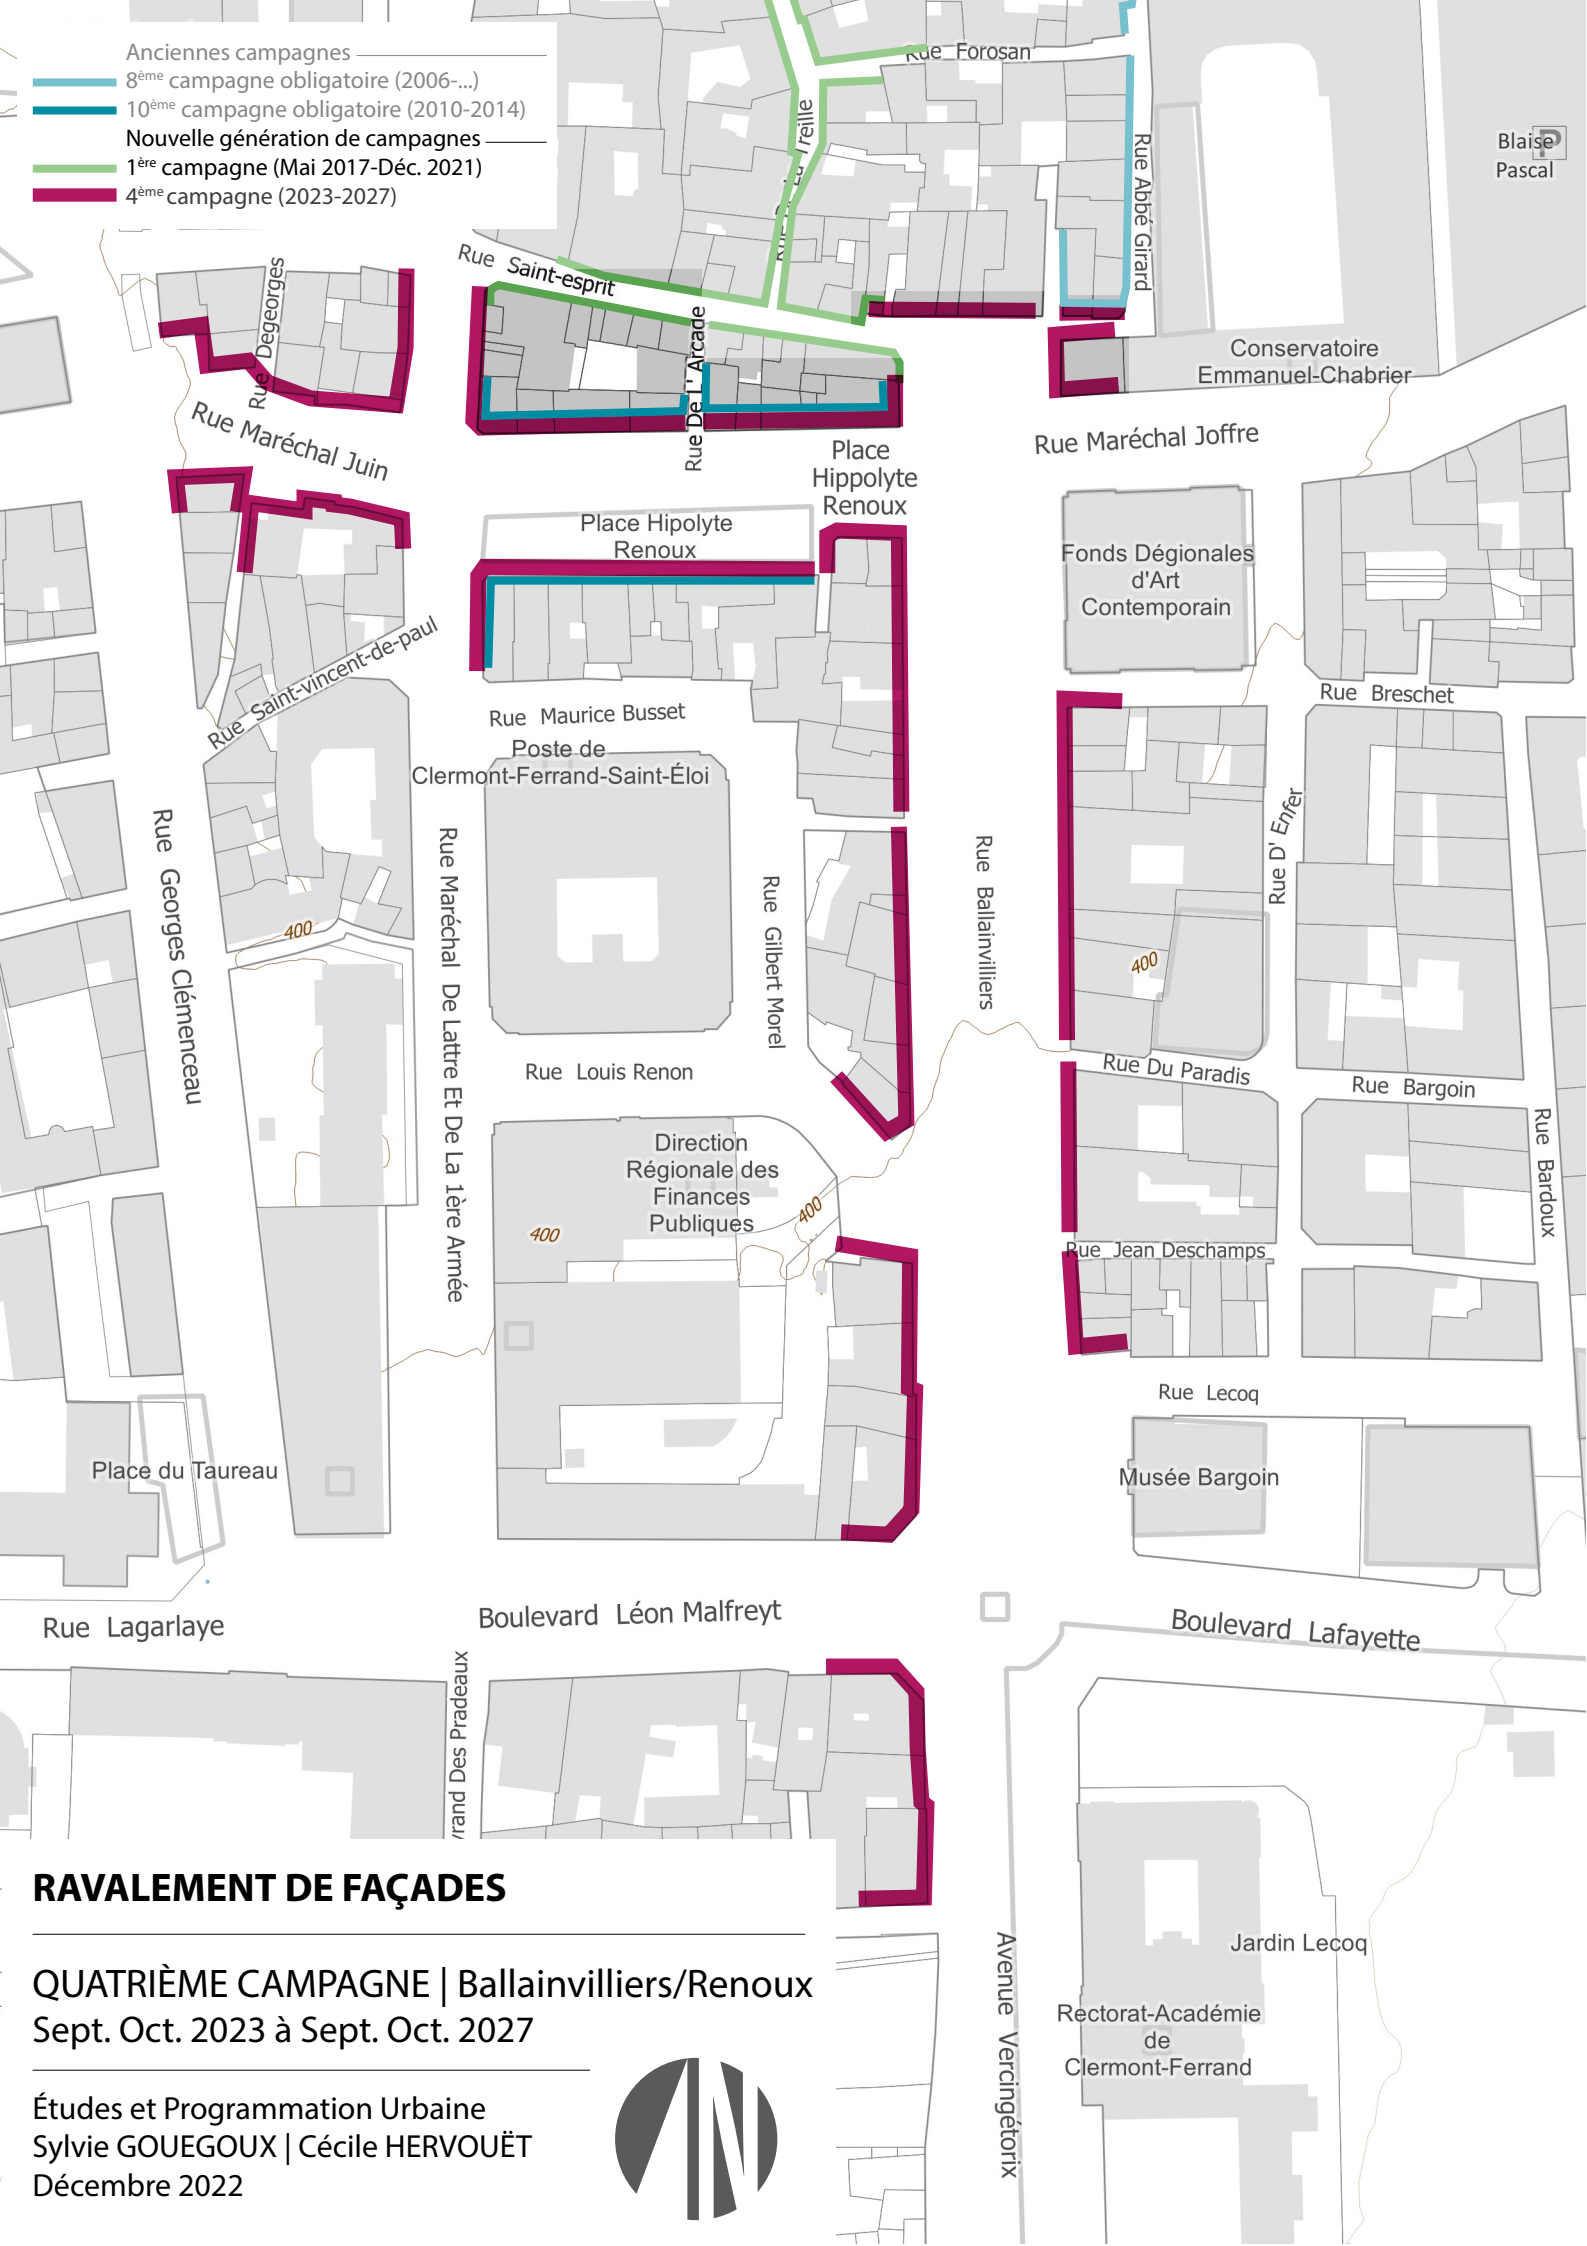 Anciennes campagnes
8ème campagne obligatoire (2006-...)
10ème campagne obligatoire (2010-2014)
Nouvelle génération de campagnes
1ère campagne (Mai 2017-Déc. 2021)
4ème campagne (2023-2027)
Rue Forosan
Rue De La Treille
Rue Abbé Girard
Blaise
P
Pascal
Rue Saint-esprit
Rue Degeorges
Rue De L' Arcade
Conservatoire
Emmanuel-Chabrier
Rue Maréchal Juin
Rue Maréchal Joffre
Place
Hippolyte
Renoux
Place Hipolyte
Renoux
Fonds Dégionales
d'Art
Contemporain
Rue Saint-vincent-de-paul
Rue Breschet
Rue Maurice Busset
Poste de
Clermont-Ferrand-Saint-Éloi
Rue D' Enfer
Rue Georges Clémenceau
Rue Maréchal De Lattre Et De La 1ère Armée
Rue Gilbert Morel
Rue Ballainvilliers
400
400
Rue Louis Renon
Rue Du Paradis
Rue Bargoin
Rue Bardoux
Direction
Régionale des
Finances
Publiques
400
400
Rue Jean Deschamps
Rue Lecoq
Place du Taureau
Musée Bargoin
Rue Lagarlaye
Boulevard Léon Malfreyt
Boulevard Lafayette
yrand Des Prapeaux
RAVALEMENT DE FAÇADES
QUATRIÈME CAMPAGNE | Ballainvilliers/Renoux
Sept. Oct. 2023 à Sept. Oct. 2027
Études et Programmation Urbaine
Sylvie GOUEGOUX | Cécile HERVOUËT
Décembre 2022
Avenue Vercingétorix
Jardin Lecoq
Rectorat-Académie
de
Clermont-Ferrand